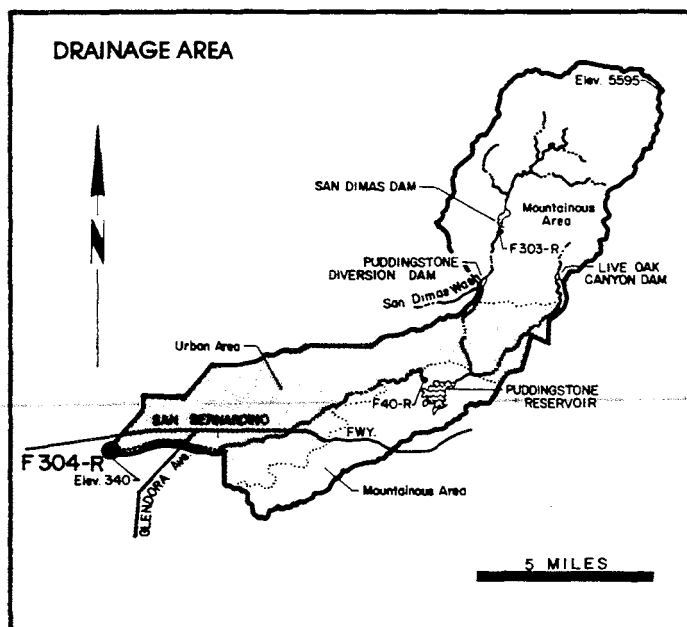 DRAINAGE AREA
Elev. 5595
N
SAN DIMAS DAM
Mountainous
Area
F303-R
PUDDINGSTONE
DIVERSION DAM
LIVE OAK
CANYON DAM
San Dimas Wash
Urban Area
F40-R
PUDDINGSTONE
RESERVOIR
SAN BERNARDINO
FWY.
F 304-R
Elev. 340
GLENDORA Ave.
Mountainous Area
5 MILES